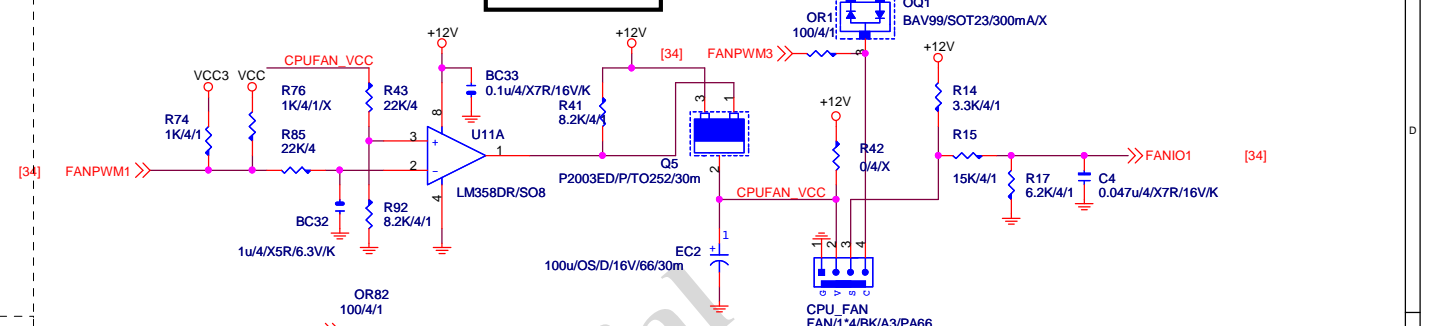 OQ1
BAV99/SOT23/300mA/X
OR1
100/4/1
3
+12V
+12V
[34]
FANPWM3
+12V
CPUFAN_VCC
VCC3
VCC
R76
1K/4/1/X
R43
22K/4
8
BC33
0.1u/4/X7R/16V/K
R41
8.2K/4/1
3
1
+12V
R14
3.3K/4/1
R74
1K/4/1
R85
22K/4
3
+
U11A
1
R15
D
[34]
FANPWM1
2
-
Q5
P2003ED/P/TO252/30m
2
R42
0/4/X
FANIO1
[34]
LM358DR/SO8
4
CPUFAN_VCC
15K/4/1
R17
6.2K/4/1
C4
0.047u/4/X7R/16V/K
BC32
R92
8.2K/4/1
1u/4/X5R/6.3V/K
1
+
EC2
100u/OS/D/16V/66/30m
1
2
3
4
G
V
S
C
OR82
100/4/1
CPU_FAN
FAN/1*4/BK/A3/PA66